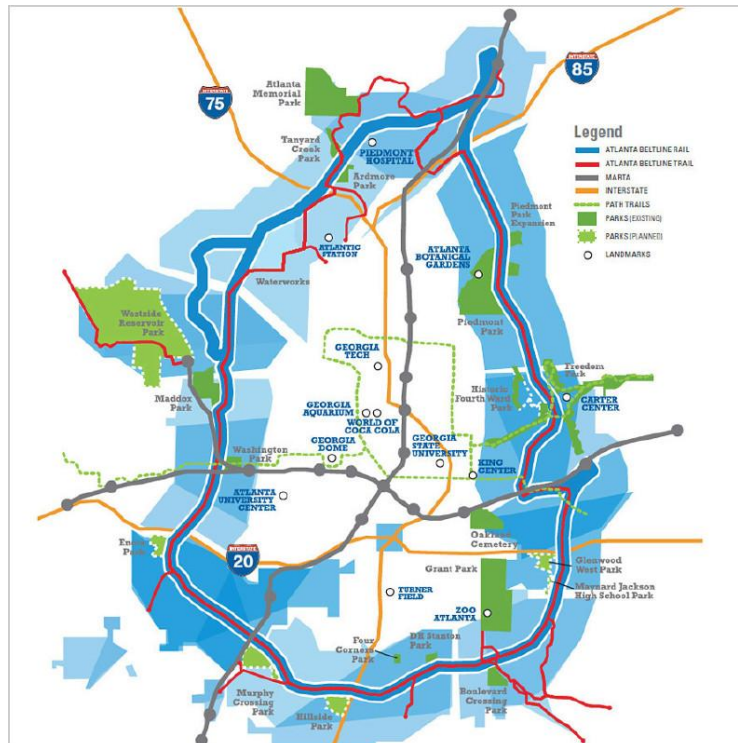 INTERSTATE
85
INTERSTATE
75
Atlanta
Memorial
Park
Tanyard
Creek
Park
PIEDMONT
HOSPITAL
Ardmore
Park
Legend
ATLANTA BELTLINE RAIL
ATLANTA BELTLINE TRAIL
MARTA
INTERSTATE
PATH TRAILS
PARKS (EXISTING)
PARKS (PLANNED)
LANDMARKS
Piedmont
Park
Expansion
ATLANTIC
STATION
ATLANTA
BOTANICAL
GARDENS
Waterworks
Westside
Reservoir
Park
Piedmont
Park
GEORGIA
TECH
Freedom
Park
Maddox
Park
Historic
Fourth Ward
Park
CARTER
CENTER
GEORGIA
AQUARIUM
WORLD OF
COCA COLA
Washington
Park
GEORGIA
DOME
GEORGIA
STATE
UNIVERSITY
KING
CENTER
ATLANTA
UNIVERSITY
CENTER
Oakland
Cemetery
Enota
Park
INTERSTATE
20
Grant Park
Glenwood
West Park
Maynard Jackson
High School Park
TURNER
FIELD
ZOO
ATLANTA
Four
Corners
Park
DH Stanton
Park
Murphy
Crossing
Park
Hillside
Park
Boulevard
Crossing
Park